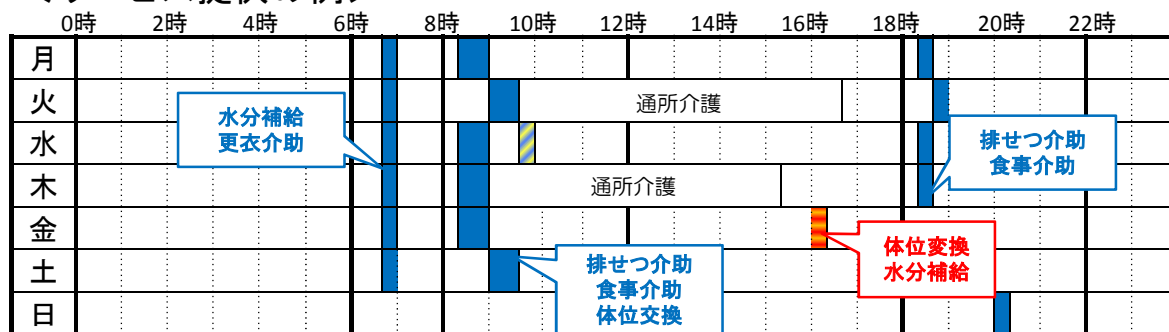 0時 2時 4時 6時 8時 10時 12時 14時 16時 18時 20時 22時
月
火
通所介護
水分補給
更衣介助
水
排せつ介助
食事介助
木
通所介護
金
体位変換
水分補給
土
排せつ介助
食事介助
体位交換
日